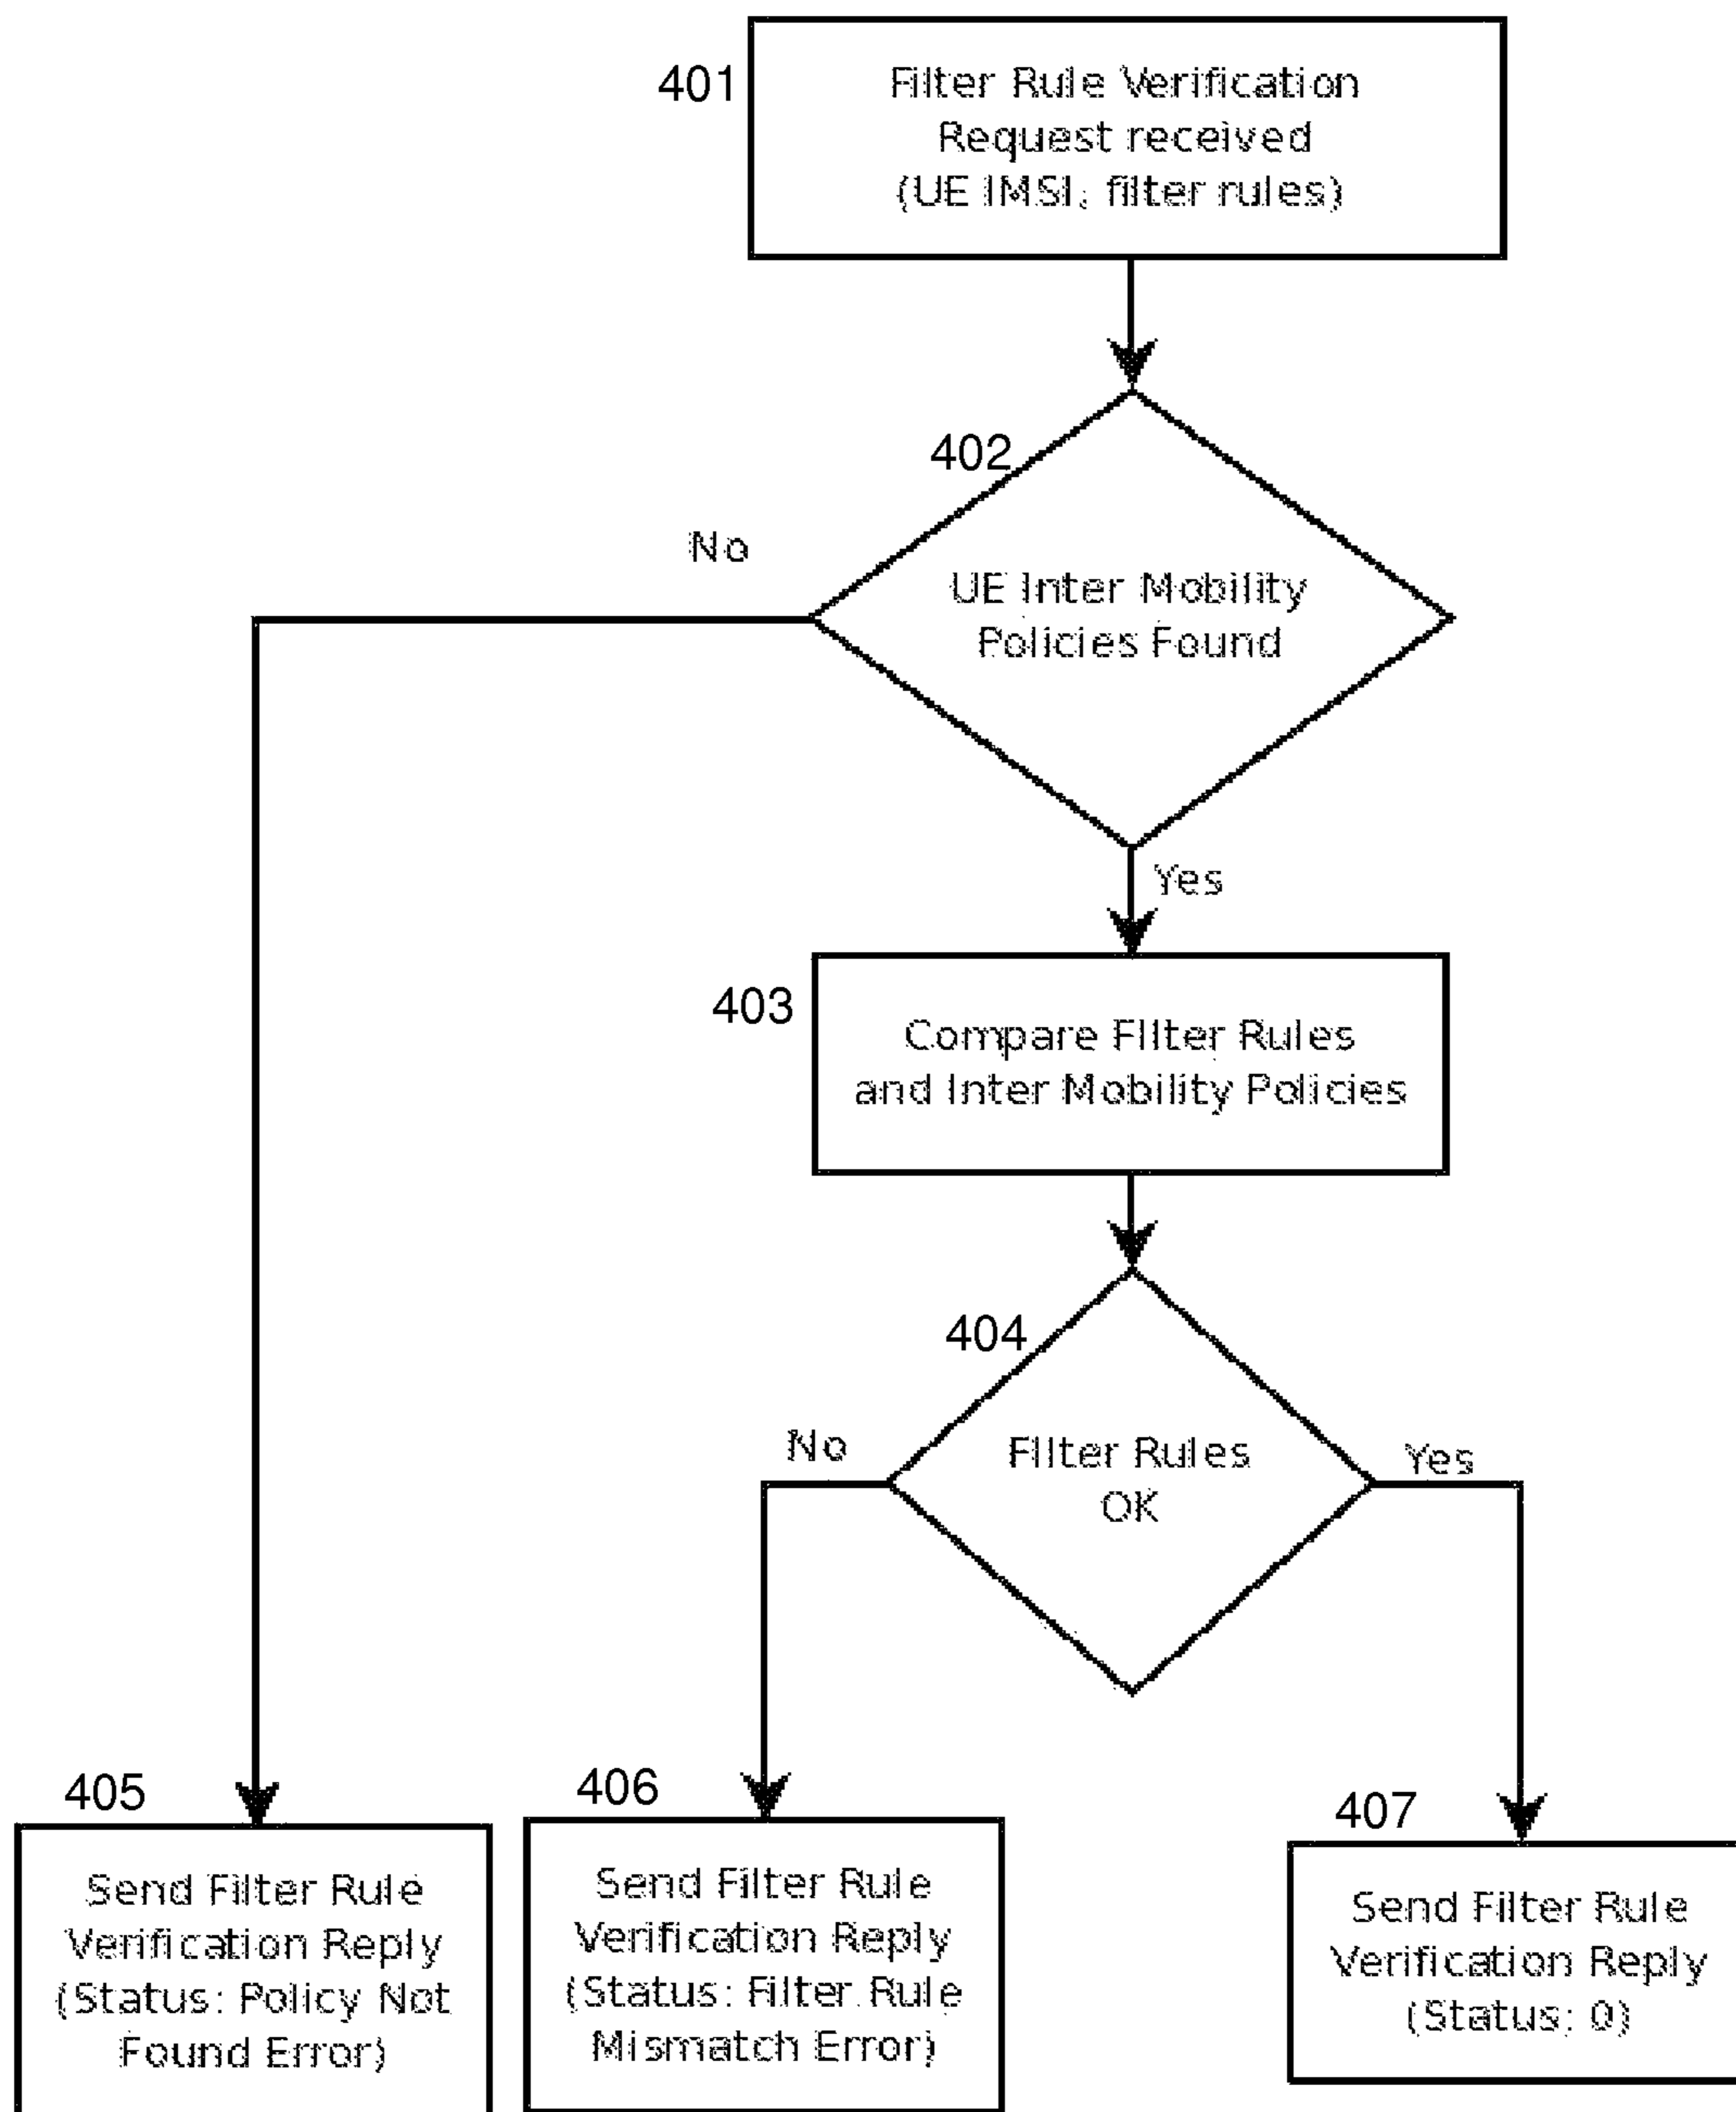 401
Filter Rule Verification
Request received
(UE IMSI, filter rules)
402
No
UE Inter Mobility
Policies Found
Yes
403
Compare Filter Rules
and Inter Mobility Policies
404
No
Filter Rules
OK
Yes
405
Send Filter Rule
Verification Reply
(Status: Policy Not
Found Error)
406
Send Filter Rule
Verification Reply
(Status: Filter Rule
Mismatch Error)
407
Send Filter Rule
Verification Reply
(Status: 0)